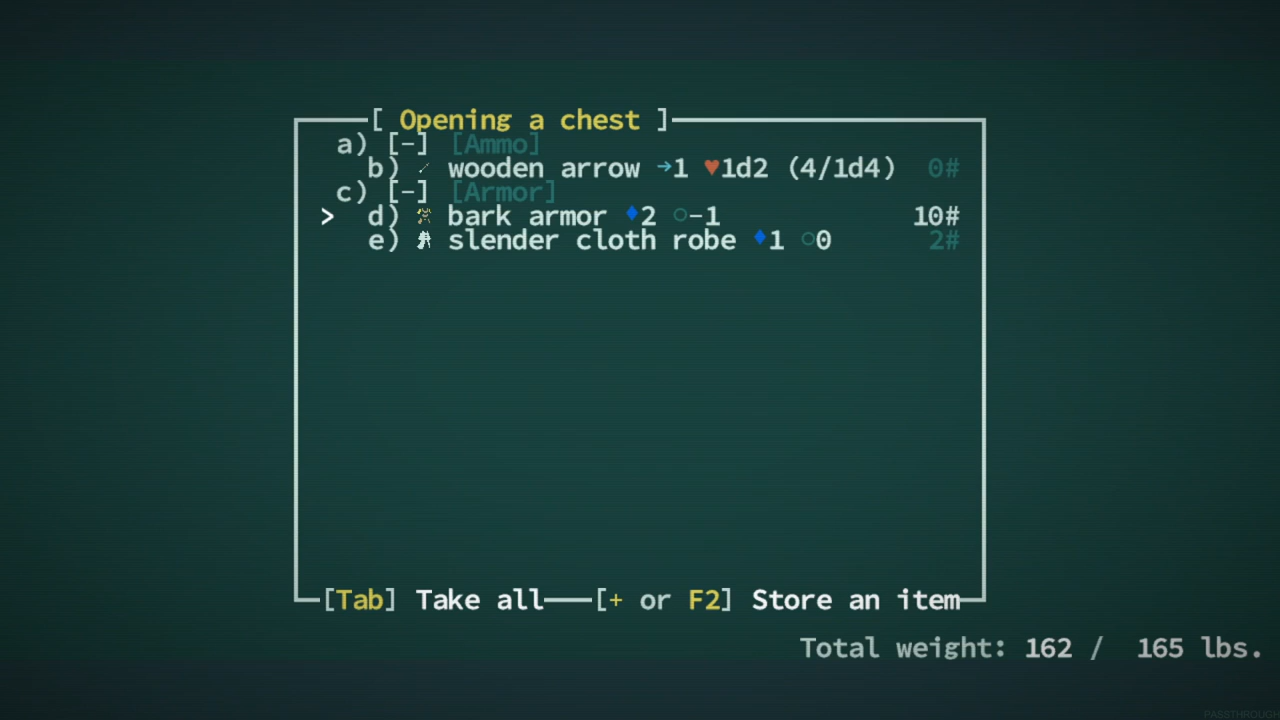 [ Opening a chest ]
a) [-] [Ammo]
b) wooden arrow →1 ♥1d2 (4/1d4) 0#
c) [-] [Armor]
> d) bark armor ♦2 ○-1 10#
e) slender cloth robe ♦1 ○0 2#
[Tab] Take all [+ or F2] Store an item
Total weight: 162 / 165 lbs.
PASSTHROUGH